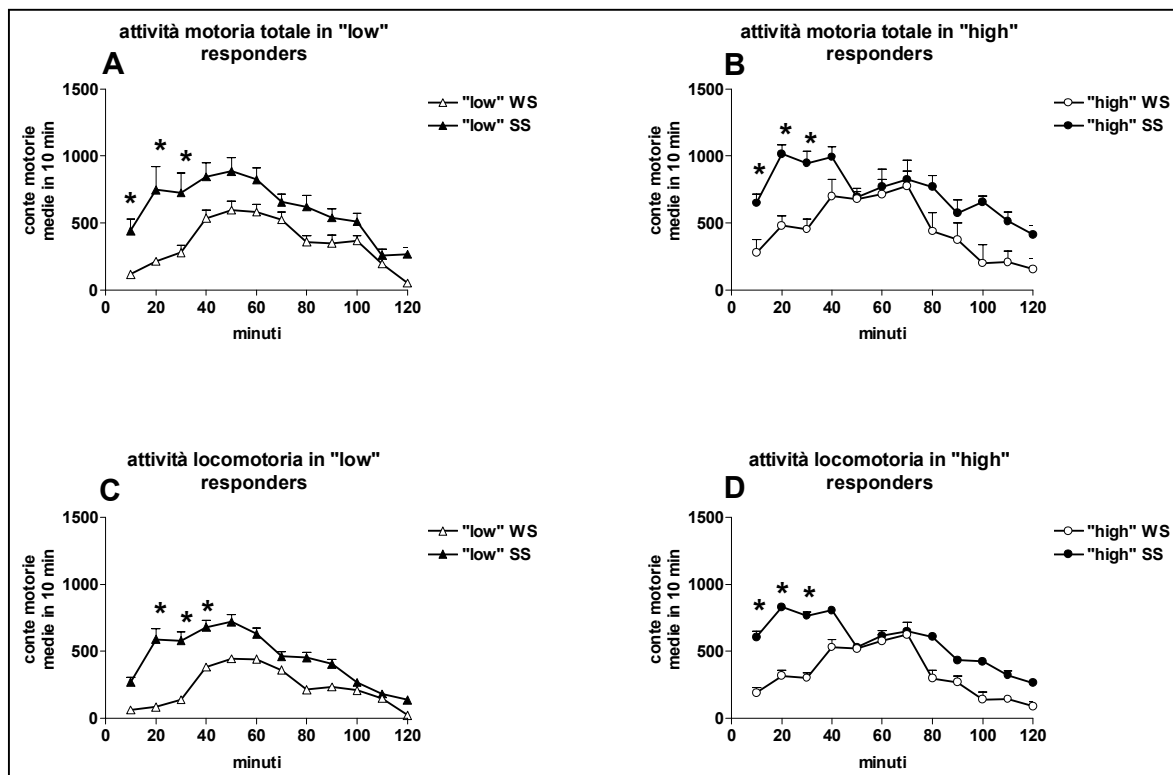 attività motoria totale in "low"
responders
A
1500
1000
500
0
conte motorie
medie in 10 min
* * *
"low" WS
"low" SS
0 20 40 60 80 100 120
minuti
attività motoria totale in "high"
responders
B
1500
1000
500
0
conte motorie
medie in 10 min
* * *
"high" WS
"high" SS
0 20 40 60 80 100 120
minuti
attività locomotoria in "low"
responders
C
1500
1000
500
0
conte motorie
medie in 10 min
* * *
"low" WS
"low" SS
0 20 40 60 80 100 120
minuti
attività locomotoria in "high"
responders
D
1500
1000
500
0
conte motorie
medie in 10 min
* * *
"high" WS
"high" SS
0 20 40 60 80 100 120
minuti